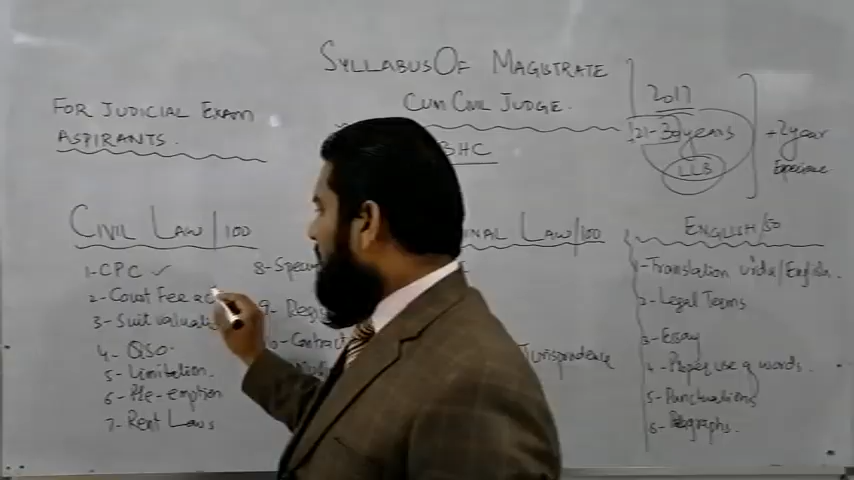 SYLLABUS OF MAGISTRATE
CUM CIVIL JUDGE.
BHC
2017
21-30 years
LLB
+ 2 year
Experience
FOR JUDICIAL EXAM
ASPIRANTS.
CIVIL LAW/100
1-CPC ✓
2-Court Fee ac
3-Suit valuati
4-QSO.
5-Limitation.
6-Pre-emption
7-Rent Laws
8-Speci
9-Regis
Contract
INAL LAW/100
Jurisprudence
ENGLISH/50
1-Translation urdu/English.
2-Legal Terms
3-Essay
4-Proper use of words.
5-Punctuations
6-Paragraphs.